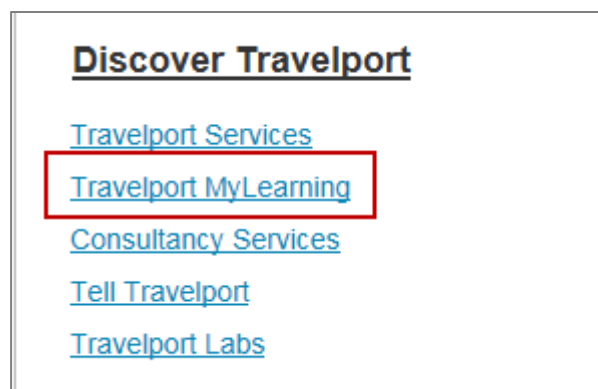 Discover Travelport
Travelport Services
Travelport MyLearning
Consultancy Services
Tell Travelport
Travelport Labs